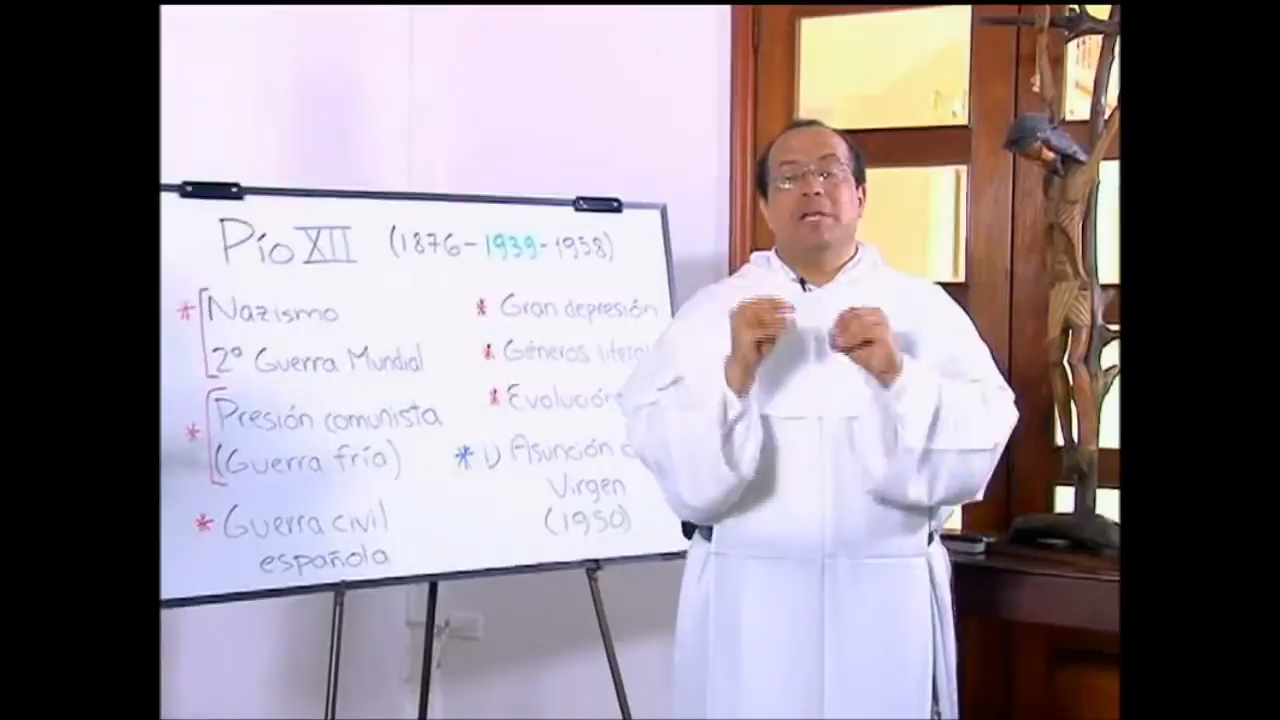 Pío XII (1876-1939-1958)
* Nazismo
2ª Guerra Mundial
* Presión comunista
(Guerra fría)
* Guerra civil
española
* Gran depresión
* Géneros
* Evolución
* Asunción
Virgen
(1950)